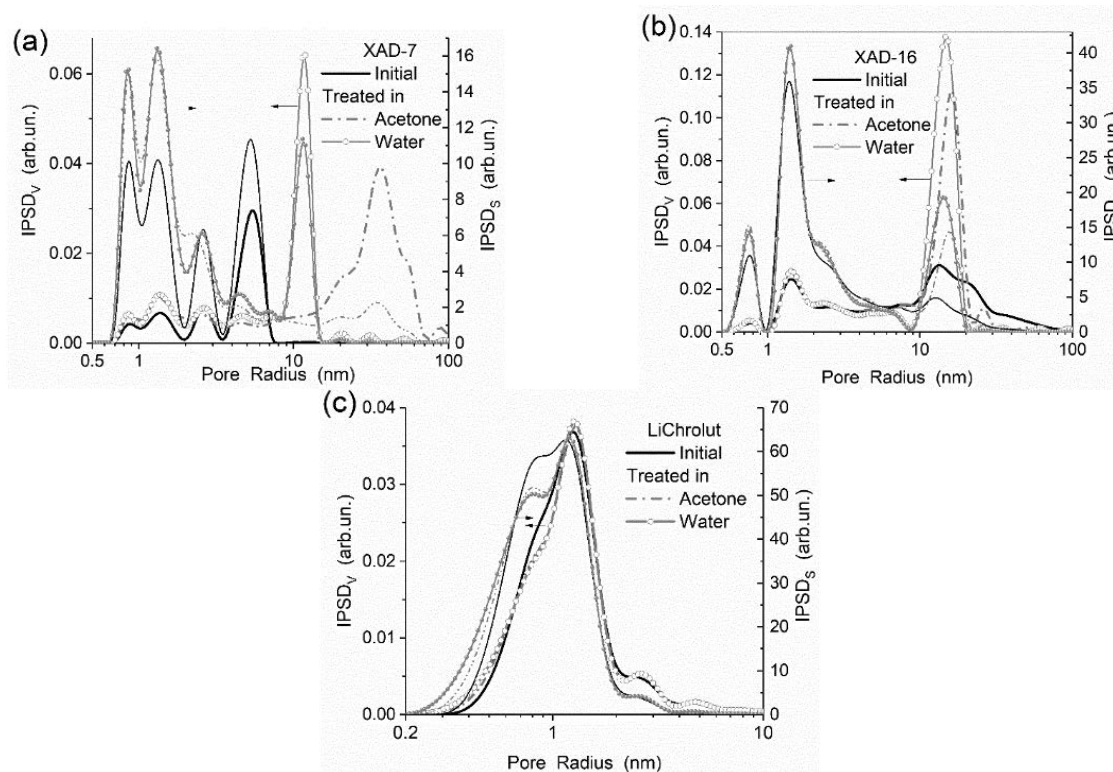 (a)
XAD-7
Initial
Treated in
Acetone
Water
IPSDV (arb.un.)
0.06
0.04
0.02
0.00
IPSDS (arb.un.)
16
14
12
10
8
6
4
2
0
0.5 1 10 100
Pore Radius (nm)
(b)
XAD-16
Initial
Treated in
Acetone
Water
IPSDV (arb.un.)
0.14
0.12
0.10
0.08
0.06
0.04
0.02
0.00
IPSD (arb.un.)
40
35
30
25
20
15
10
5
0
0.5 1 10 100
Pore Radius (nm)
(c)
LiChrolut
Initial
Treated in
Acetone
Water
IPSDV (arb.un.)
0.04
0.03
0.02
0.01
0.00
IPSDS (arb.un.)
70
60
50
40
30
20
10
0
0.2 1 10
Pore Radius (nm)